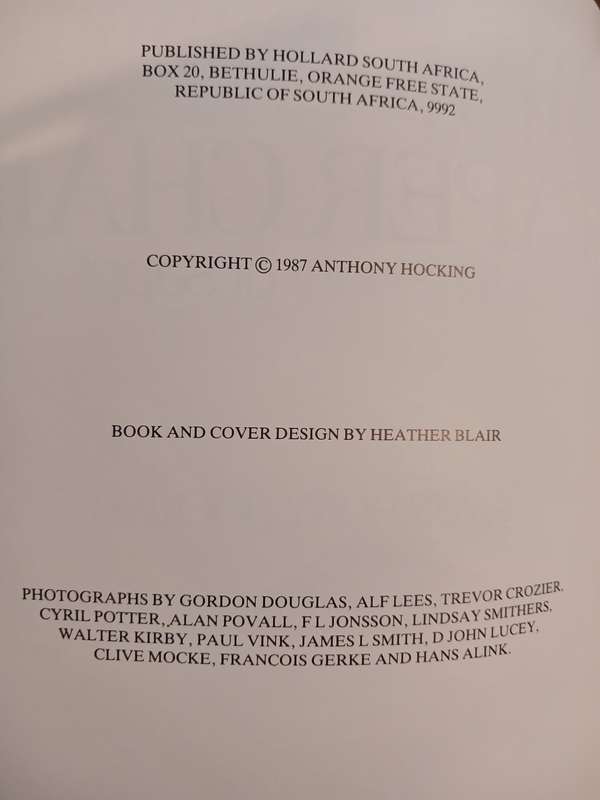 PUBLISHED BY HOLLARD SOUTH AFRICA,
BOX 20, BETHULIE, ORANGE FREE STATE,
REPUBLIC OF SOUTH AFRICA, 9992
COPYRIGHT © 1987 ANTHONY HOCKING
BOOK AND COVER DESIGN BY HEATHER BLAIR
PHOTOGRAPHS BY GORDON DOUGLAS, ALF LEES, TREVOR CROZIER,
CYRIL POTTER, ALAN POVALL, F L JONSSON, LINDSAY SMITHERS,
WALTER KIRBY, PAUL VINK, JAMES L SMITH, D JOHN LUCEY,
CLIVE MOCKE, FRANCOIS GERKE AND HANS ALINK.